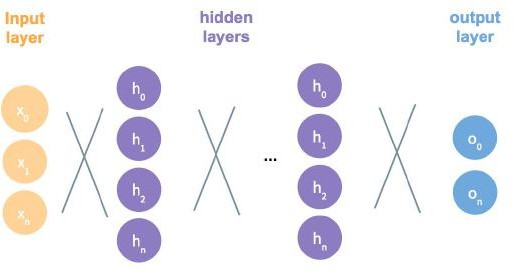 Input
layer
hidden
layers
output
layer
x0
x1
xn
h0
h1
h2
hn
...
h0
h1
h2
hn
o0
on